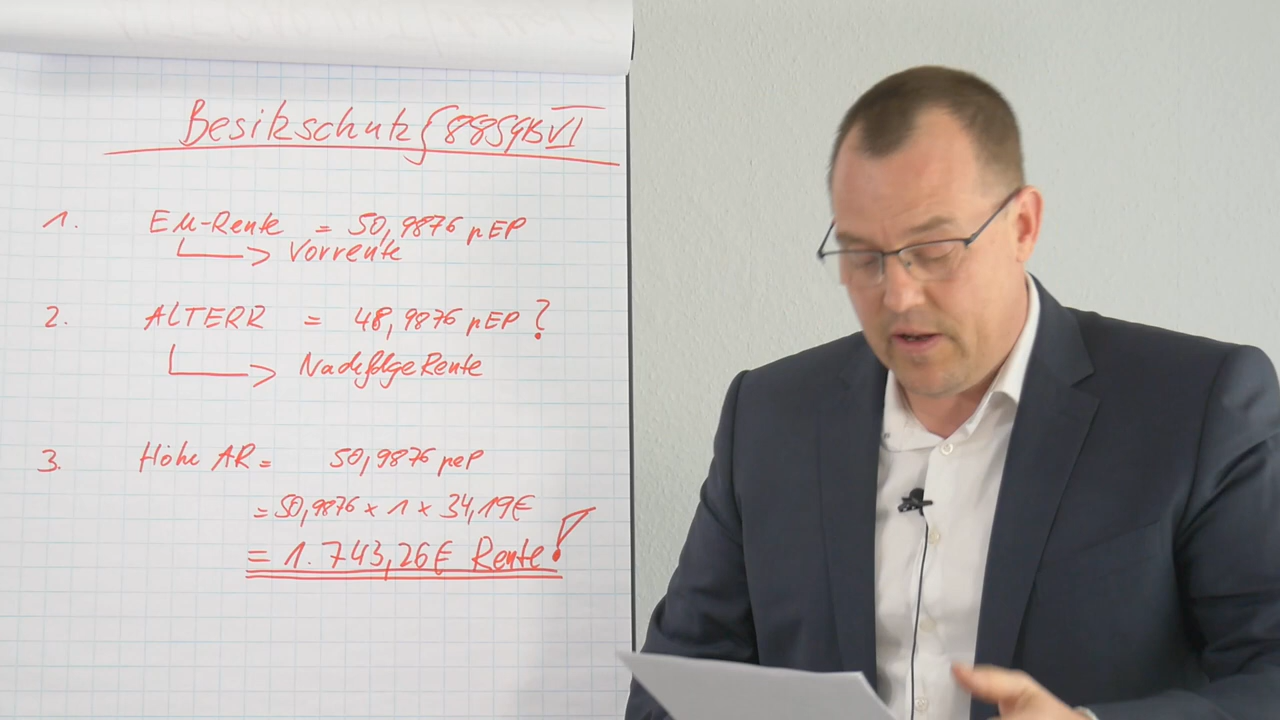 Besitzschutz § 88 SGB VI
1. EM-Rente = 50,9876 pEP
Vorrente
2. ALTERR = 48,9876 pEP ?
Nachfolge Rente
3. Höhe AR = 50,9876 peP
= 50,9876 x 1 x 34,19€
= 1.743,26€ Rente!